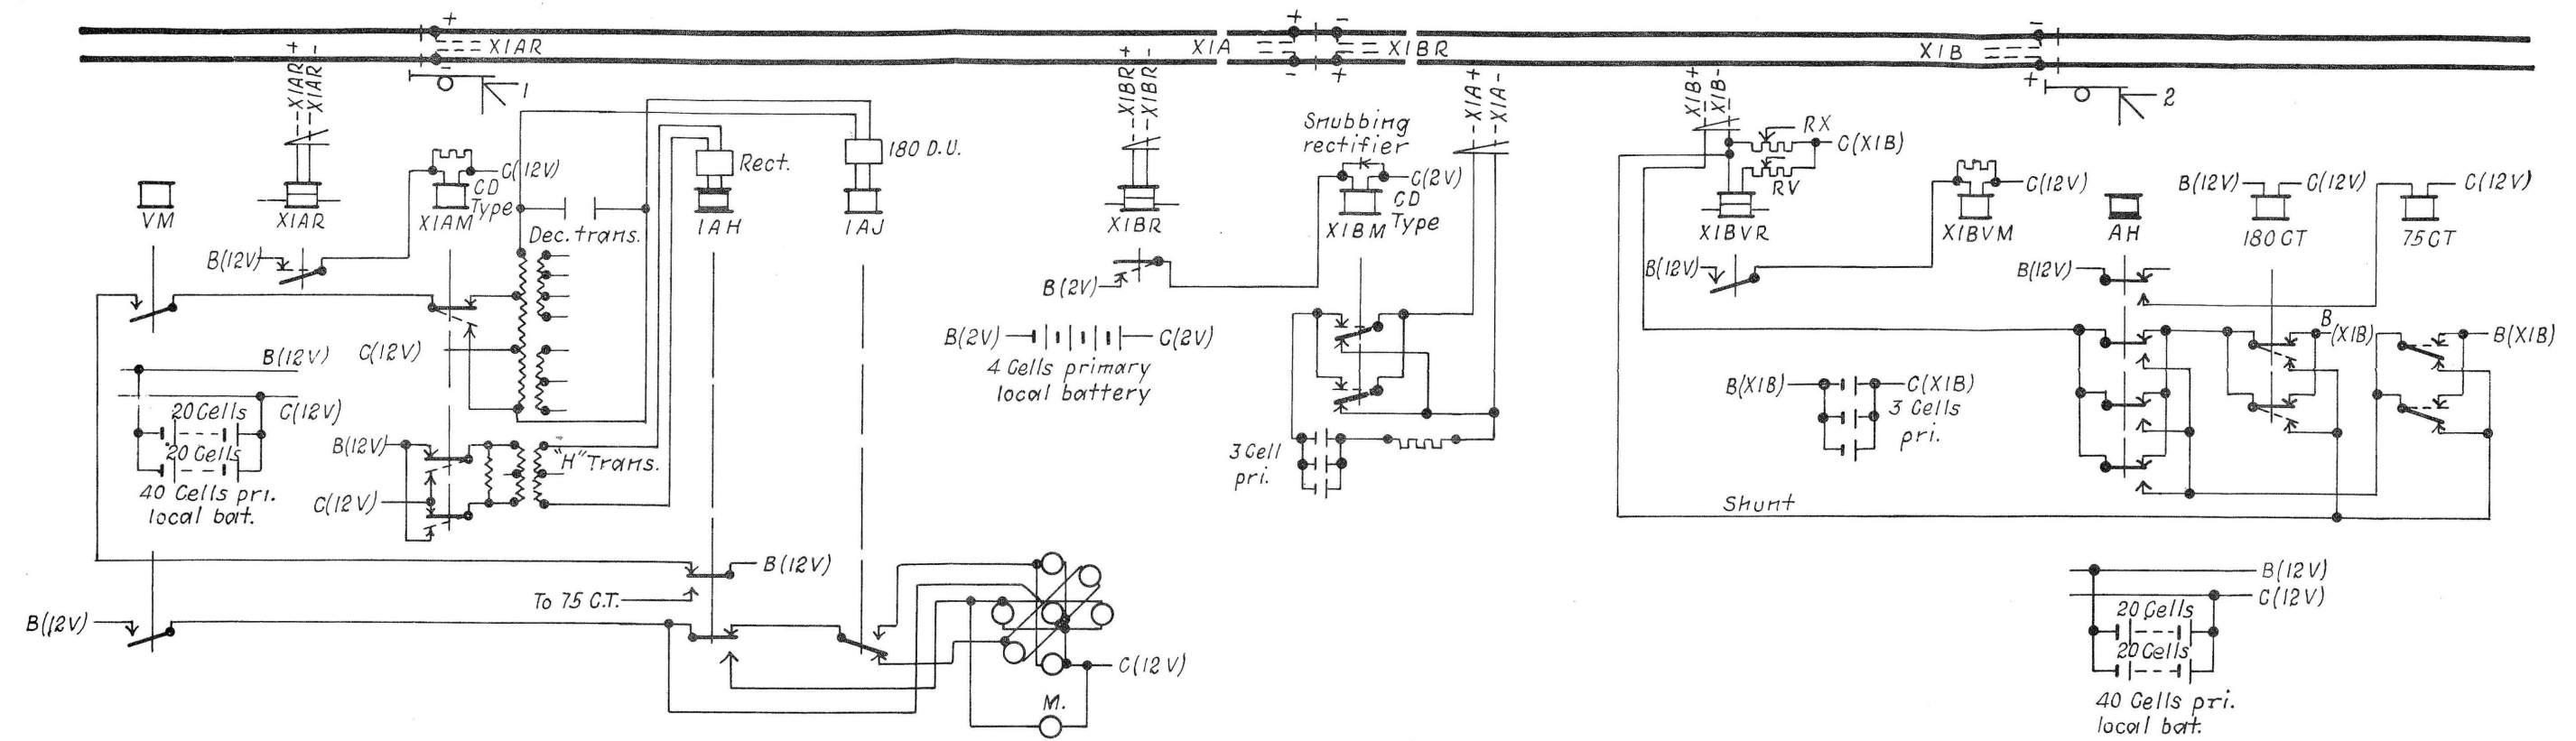 +
XIAR
-
1
+
-
XIA
+
-
XIBR
-
+
XIB
2
XIAR +
XIAR -
XIBR +
XIBR -
XIA +
XIA -
XIB +
XIB -
VM
XIAR
C(12V)
CD
Type
XIAM
Dec. trans.
Rect.
1AH
180 D.U.
1AJ
XIBR
Snubbing
rectifier
C(2V)
CD
Type
XIBM
RX
C(XIB)
RV
XIBVR
C(12V)
XIBVM
AH
B(12V)
C(12V)
180 CT
C(12V)
75 CT
B(12V)
B(2V)
B(12V)
B(12V)
B(12V)
C(12V)
C(12V)
20 Cells
20 Cells
40 Cells pri.
local bat.
B(12V)
C(12V)
"H" Trans.
B(2V)
C(2V)
4 Cells primary
local battery
3 Cell
pri.
B(XIB)
C(XIB)
3 Cells
pri.
B
(XIB)
B(XIB)
Shunt
B(12V)
To 75 C.T.
B(12V)
C(12V)
M.
B(12V)
C(12V)
20 Cells
20 Cells
40 Cells pri.
local bat.